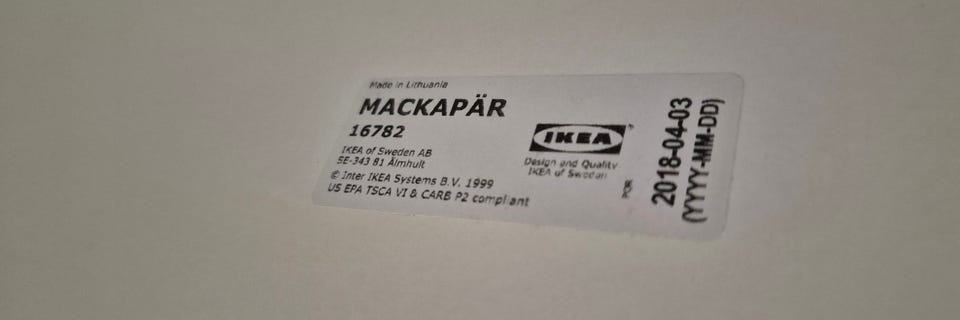 Made in Lithuania
MACKAPÄR
16782
IKEA of Sweden AB
SE-343 81 Älmhult
© Inter IKEA Systems B.V. 1999
US EPA TSCA VI & CARB P2 compliant
IKEA
Design and Quality
IKEA of Sweden
2018-04-03
(YYYY-MM-DD)